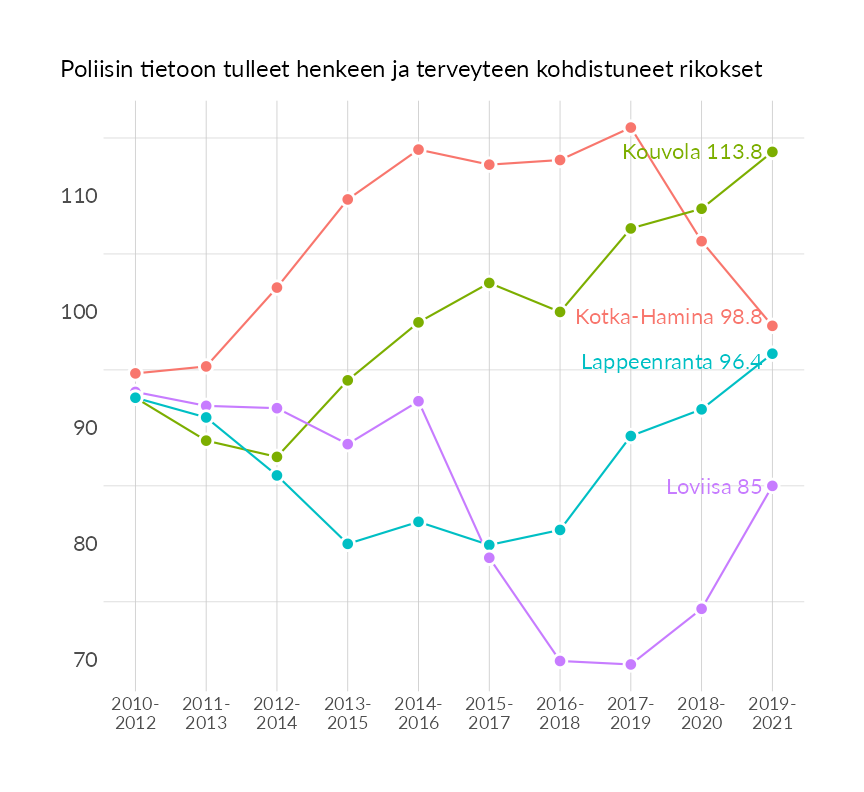 Poliisin tietoon tulleet henkeen ja terveyteen kohdistuneet rikokset
Kouvola 113.8
110
100
Kotka-Hamina 98.8
Lappeenranta 96.4
90
Loviisa 85
80
70
2010- 2011- 2012- 2013- 2014- 2015- 2016- 2017- 2018- 2019-
2012 2013 2014 2015 2016 2017 2018 2019 2020 2021